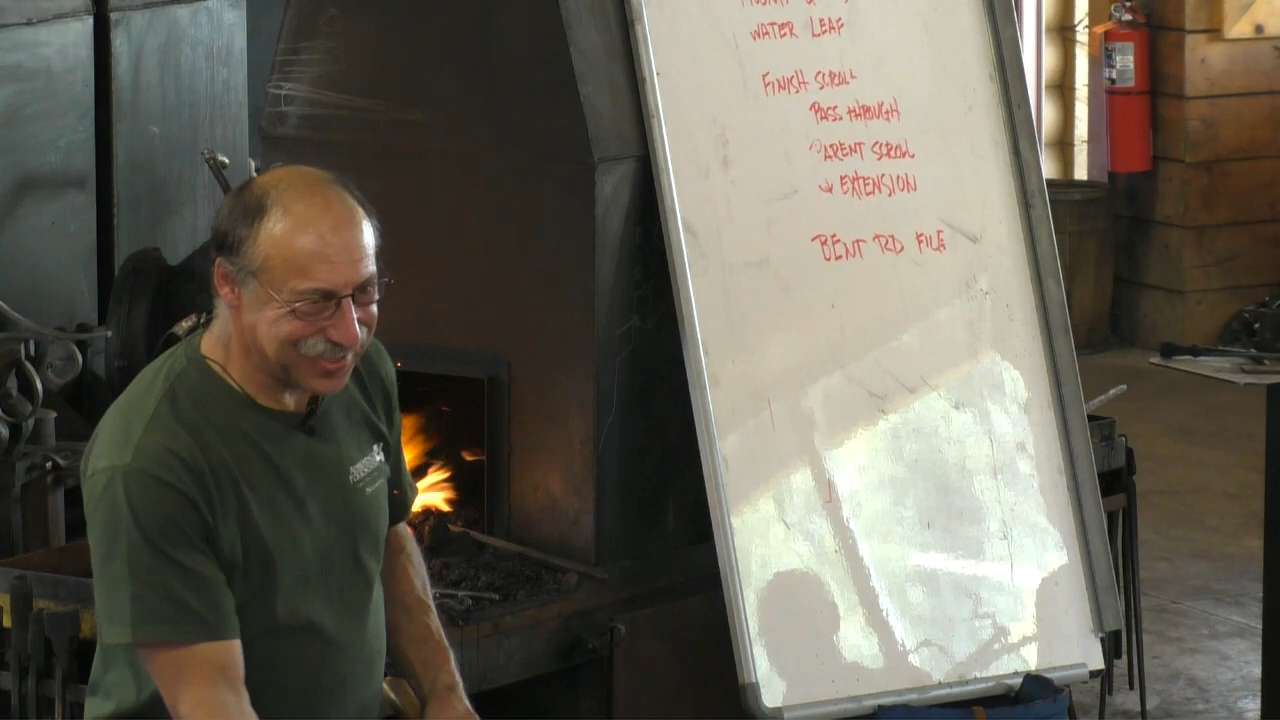 WATER LEAF
FINISH SCROLL
PASS THROUGH
PARENT SCROLL
EXTENSION
BENT RD FILE